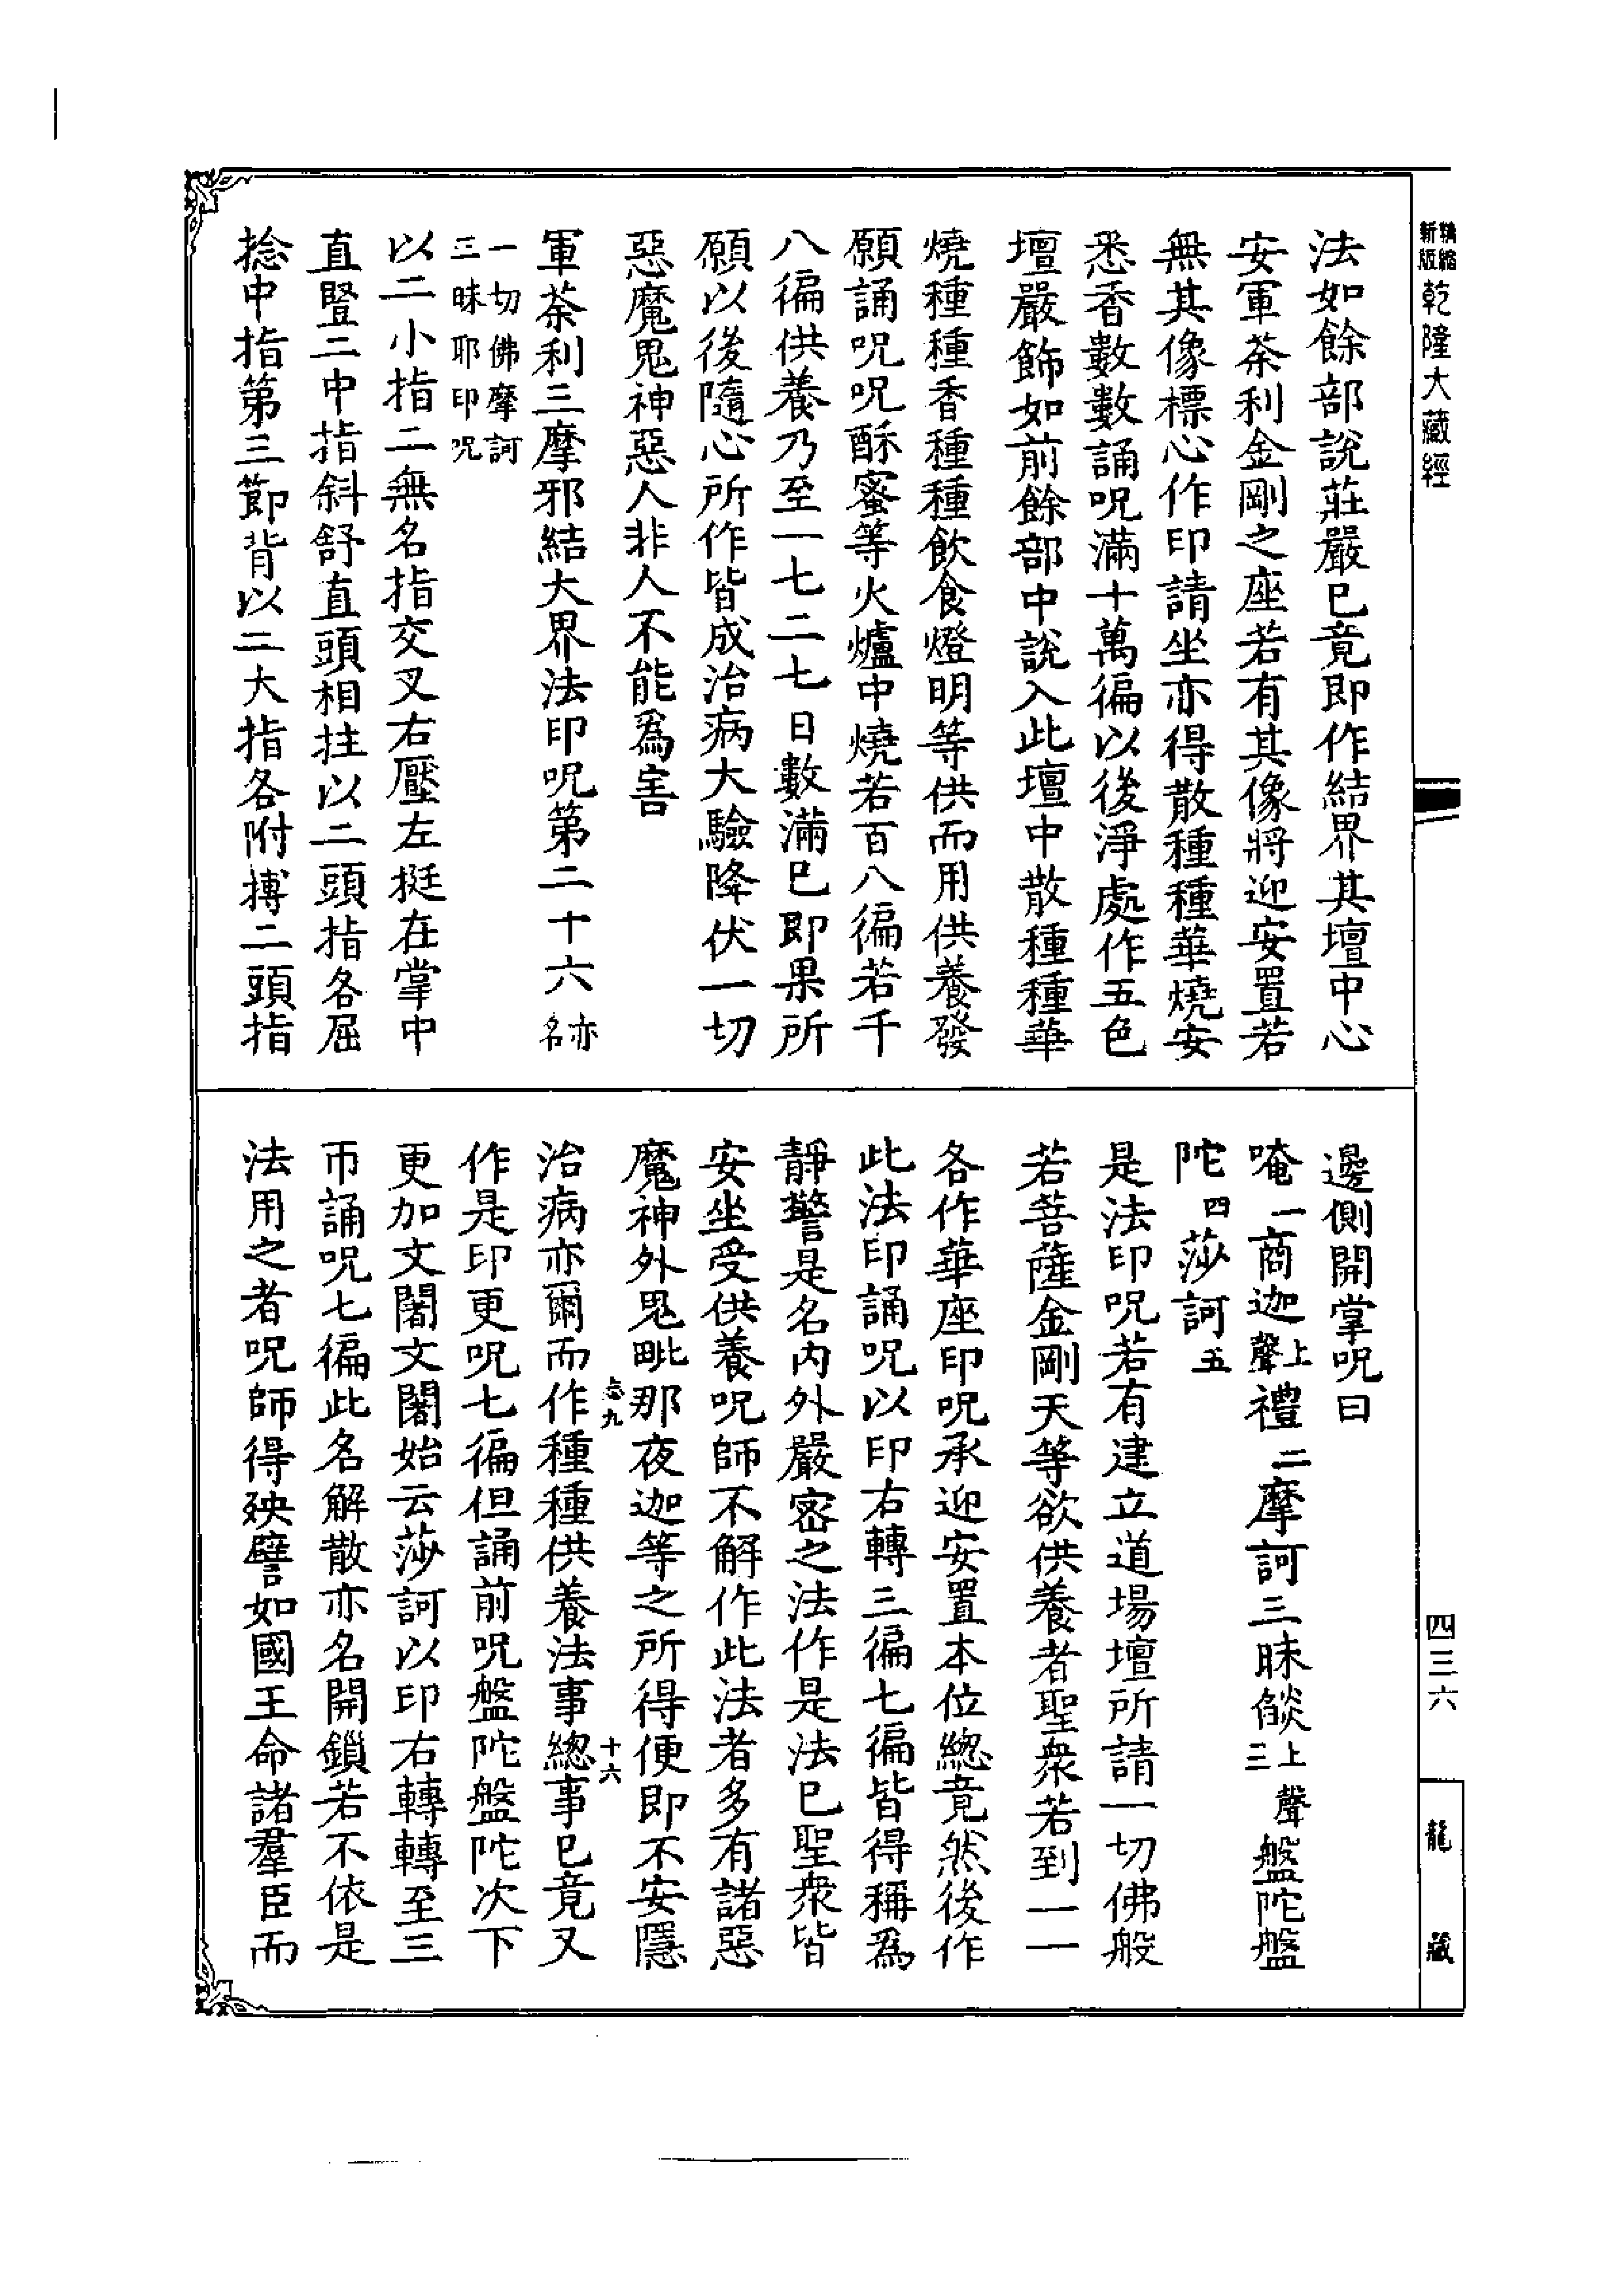 精縮新版乾隆大藏經
四三六
龍藏
法如餘部說莊嚴巳竟即作結界其壇中心
安軍荼利金剛之座若有其像將迎安置若
無其像標心作印請坐亦得散種種華燒安
悉香數數誦呪滿十萬徧以後淨處作五色
壇嚴飾如前餘部中說入此壇中散種種華
燒種種香種種飲食燈明等供而用供養發
願誦呪呪酥蜜等火爐中燒若百八徧若千
八徧供養乃至一七二七日數滿巳即果所
願以後隨心所作皆成治病大驗降伏一切
惡魔鬼神惡人非人不能爲害
軍荼利三摩邪結大界法印呪第二十六亦名
一切佛摩訶三昧耶印呪
以二小指二無名指交叉右壓左挺在掌中
直豎二中指斜舒直頭相拄以二頭指各屈
捻中指第三節背以二大指各附搏二頭指
邊側開掌呪曰
唵一商迦上聲禮二摩訶三昧𦦨上聲三盤陀盤
陀四莎訶五
是法印呪若有建立道場壇所請一切佛般
若菩薩金剛天等欲供養者聖衆若到一一
各作華座印呪承迎安置本位總竟然後作
此法印誦呪以印右轉三徧七徧皆得稱爲
靜警是名內外嚴密之法作是法巳聖衆皆
安坐受供養呪師不解作此法者多有諸惡
魔神外鬼毗那夜迦等之所得便即不安隱
忘九
十六
治病亦爾而作種種供養法事總事巳竟又
作是印更呪七徧但誦前呪盤陀盤陀次下
更加文闍文闍始云莎訶以印右轉轉至三
帀誦呪七徧此名解散亦名開鎖若不依是
法用之者呪師得殃譬如國王命諸羣臣而